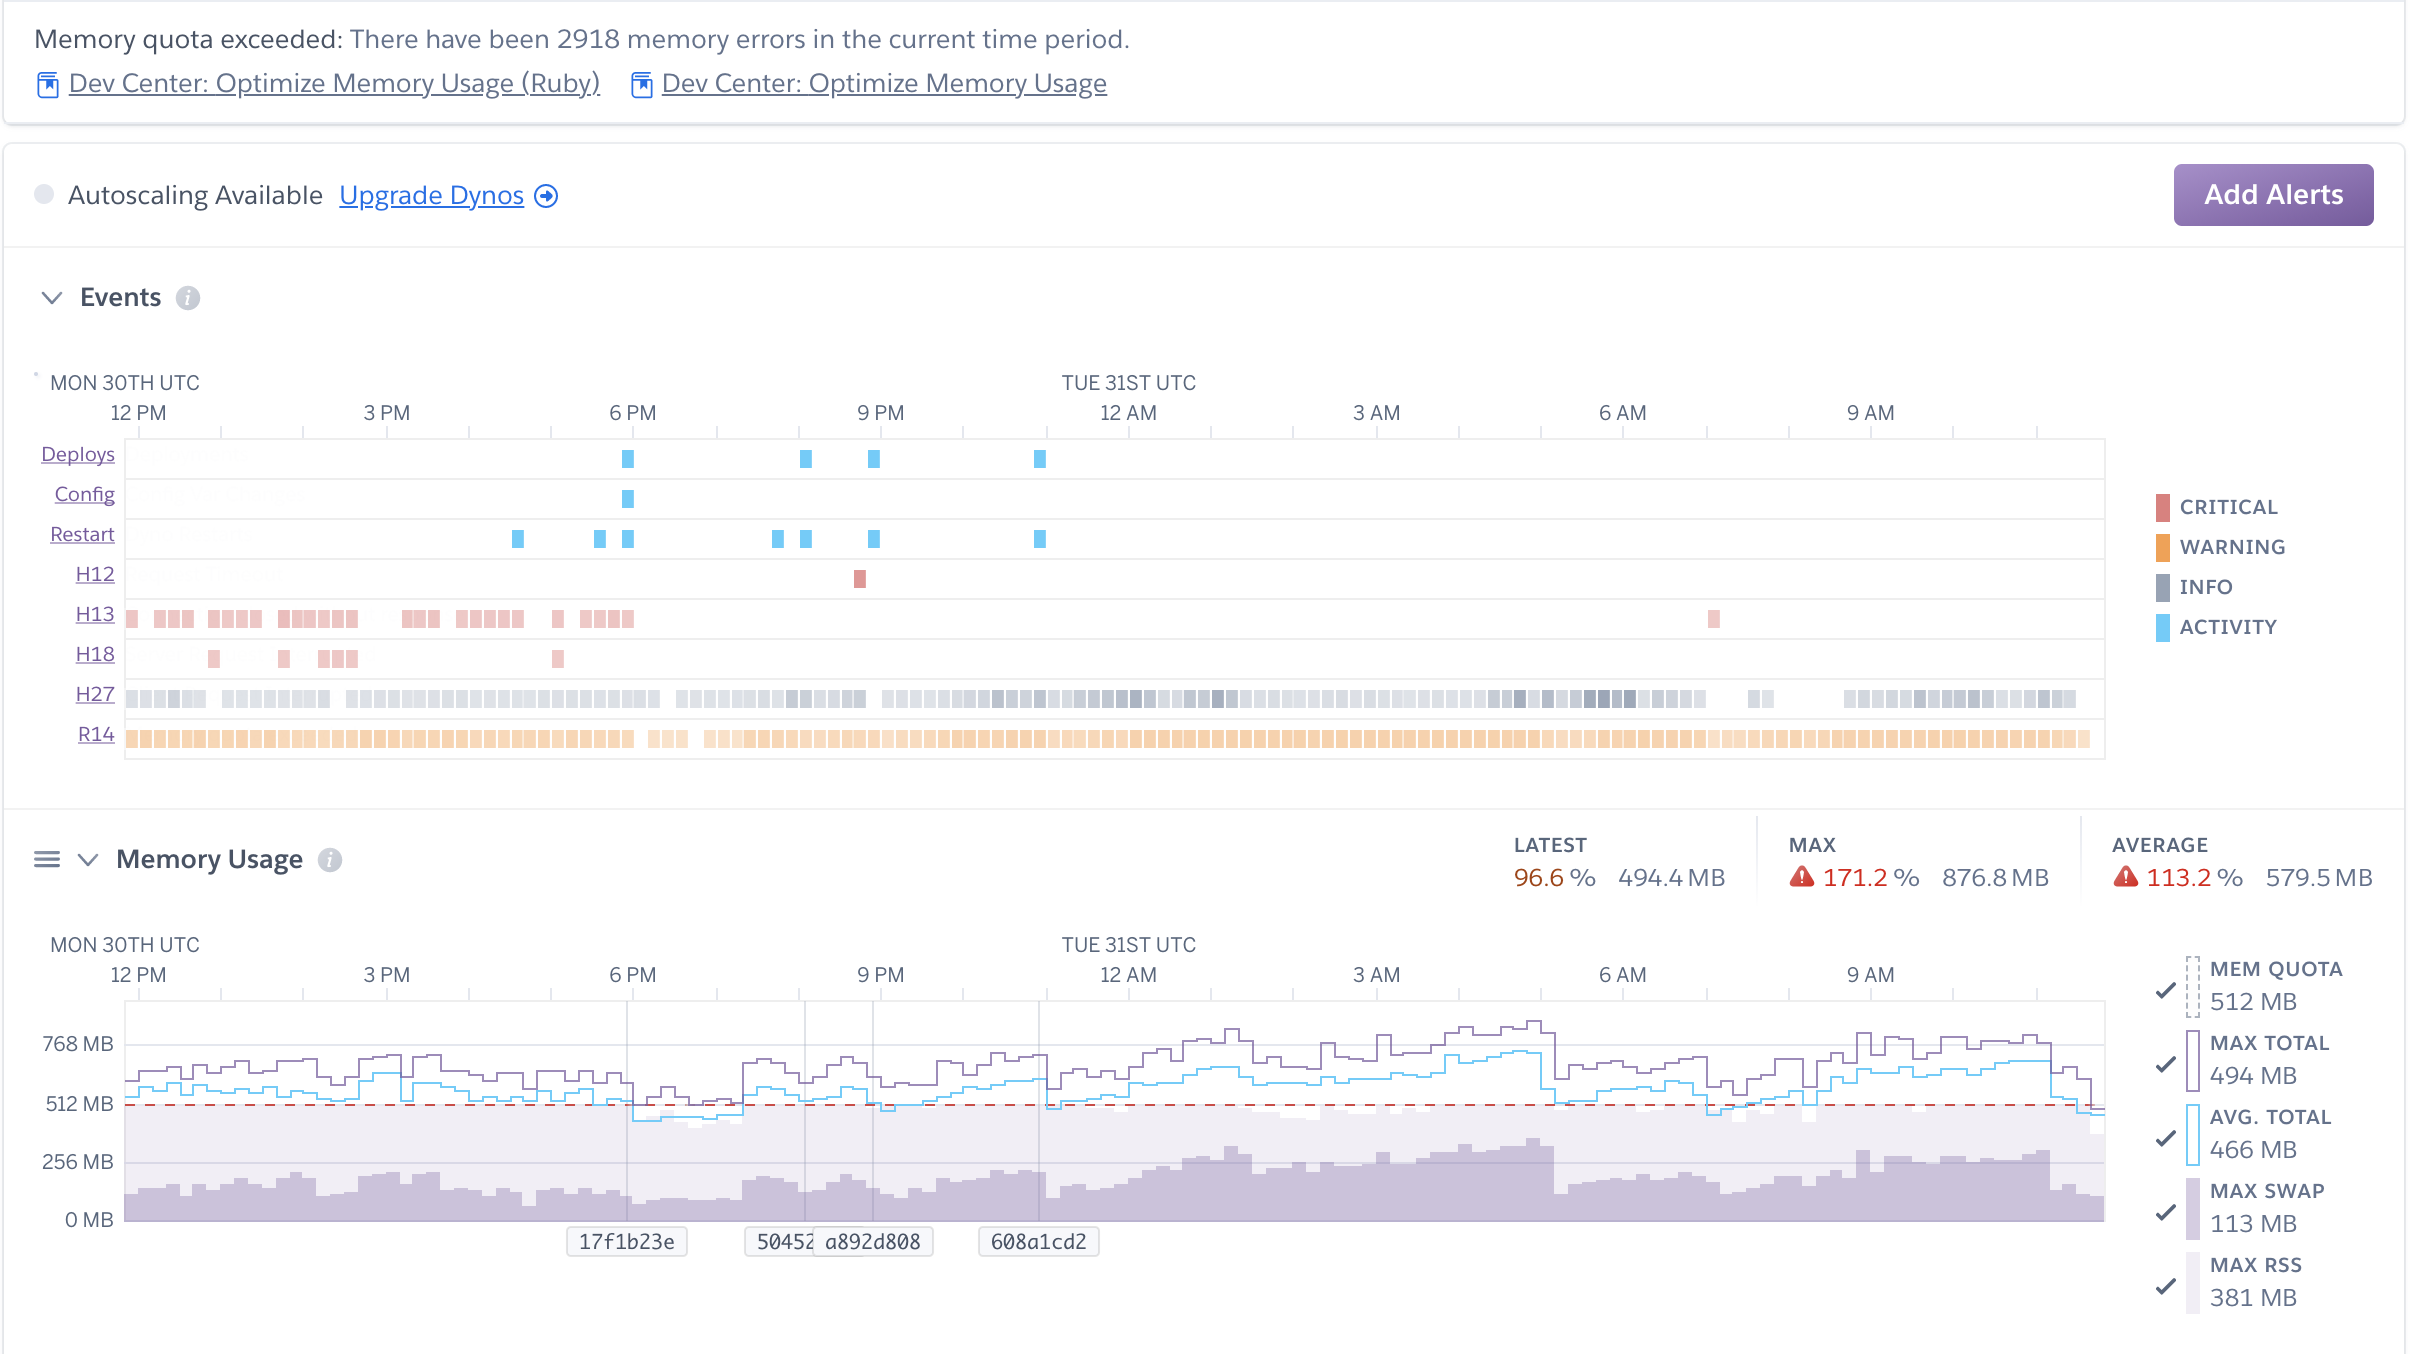 Memory quota exceeded: There have been 2918 memory errors in the current time period.
Dev Center: Optimize Memory Usage (Ruby) Dev Center: Optimize Memory Usage
Autoscaling Available Upgrade Dynos
Add Alerts
Events
MON 30TH UTC TUE 31ST UTC
12 PM 3 PM 6 PM 9 PM 12 AM 3 AM 6 AM 9 AM
Deploys
Config
Restart
H12
H13
H18
H27
R14
CRITICAL
WARNING
INFO
ACTIVITY
Memory Usage
LATEST
96.6 % 494.4 MB
MAX
171.2 % 876.8 MB
AVERAGE
113.2 % 579.5 MB
MON 30TH UTC TUE 31ST UTC
12 PM 3 PM 6 PM 9 PM 12 AM 3 AM 6 AM 9 AM
768 MB
512 MB
256 MB
0 MB
17f1b23e 50452 a892d808 608a1cd2
MEM QUOTA
512 MB
MAX TOTAL
494 MB
AVG. TOTAL
466 MB
MAX SWAP
113 MB
MAX RSS
381 MB